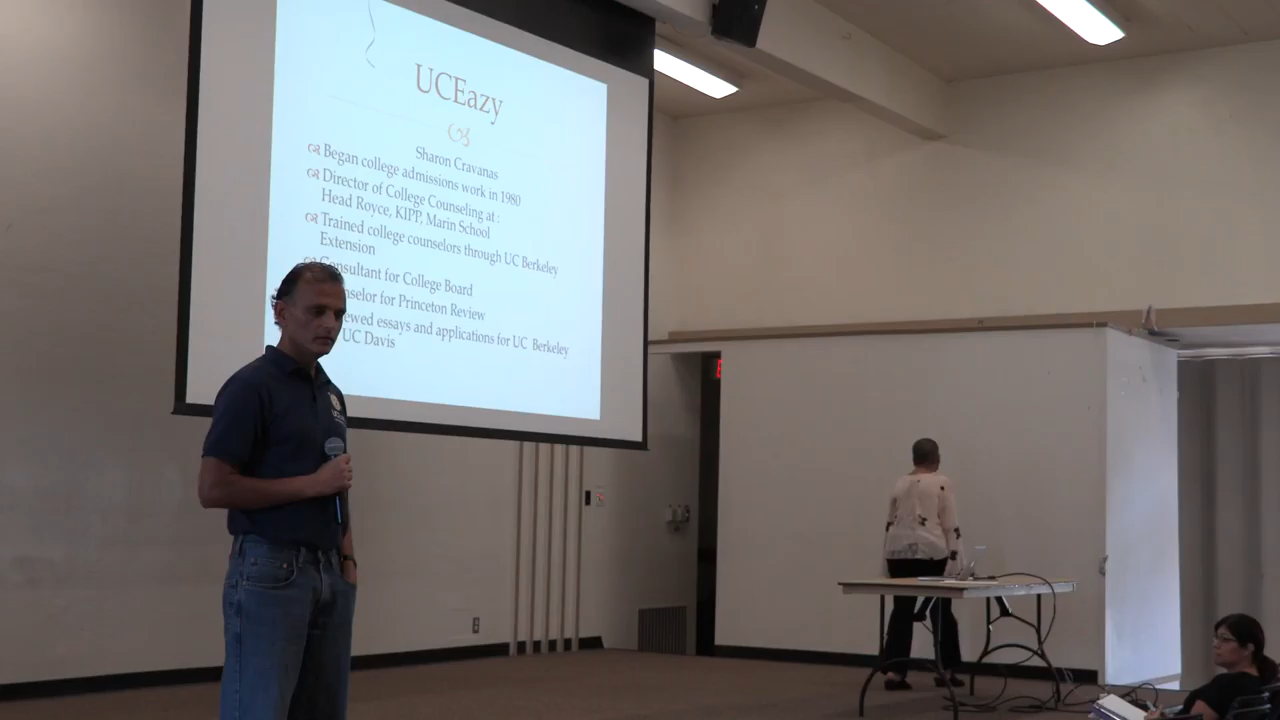 UCEazy
Sharon Cravanas
Began college admissions work in 1980
Director of College Counseling at :
Head Royce, KIPP, Marin School
Trained college counselors through UC Berkeley
Extension
Consultant for College Board
nselor for Princeton Review
ewed essays and applications for UC Berkeley
UC Davis